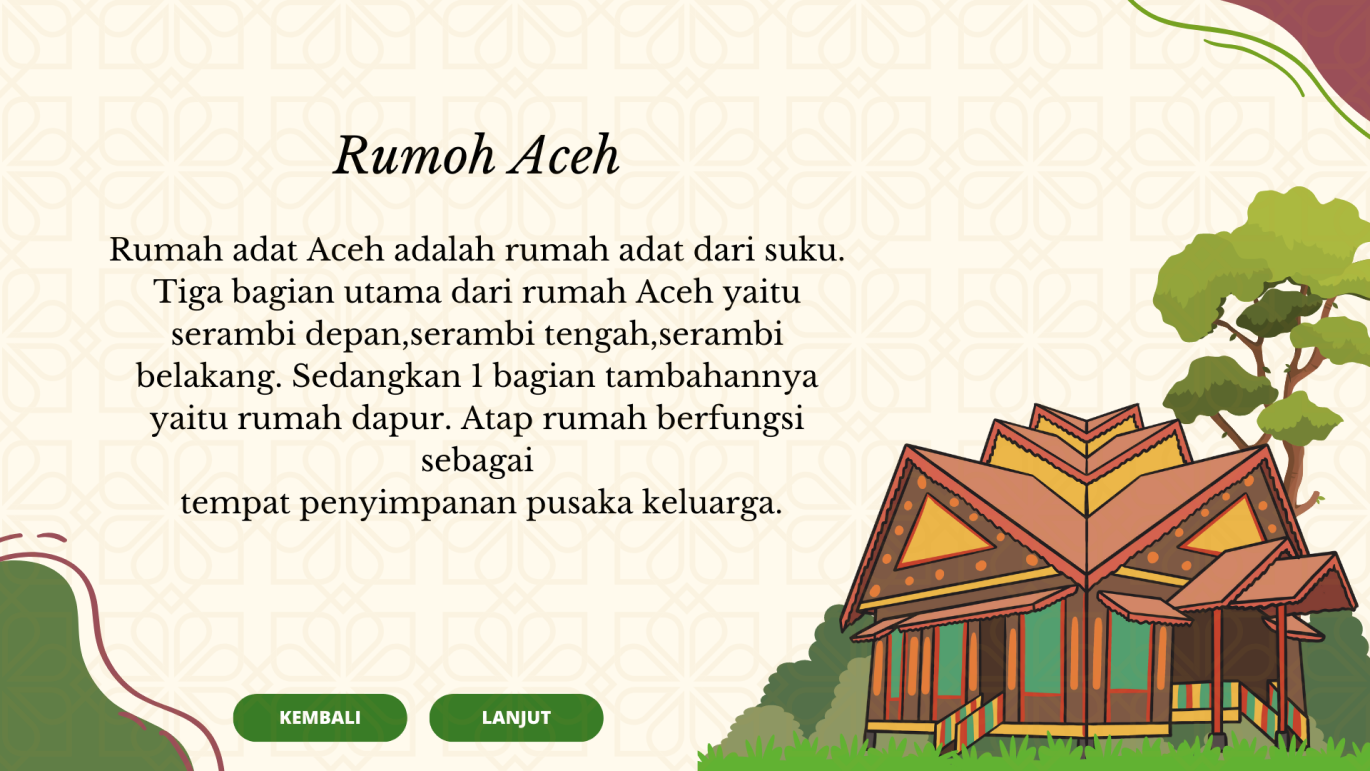 Rumoh Aceh
Rumah adat Aceh adalah rumah adat dari suku.
Tiga bagian utama dari rumah Aceh yaitu
serambi depan,serambi tengah,serambi
belakang. Sedangkan 1 bagian tambahannya
yaitu rumah dapur. Atap rumah berfungsi
sebagai
tempat penyimpanan pusaka keluarga.
KEMBALI
LANJUT